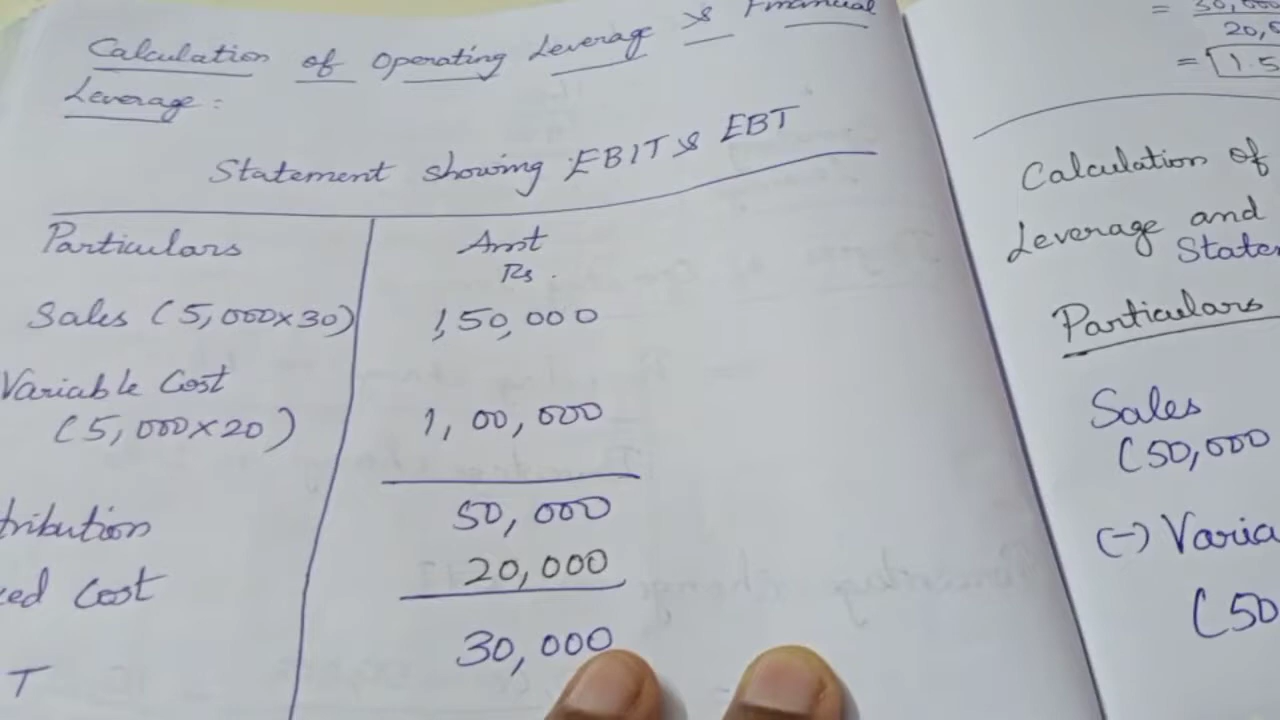 Calculation of Operating Leverage & Financial
Leverage :
Statement showing EBIT & EBT
Particulars Amt
Rs.
Sales (5,000x30) 1,50,000
Variable Cost
(5,000x20) 1,00,000
tribution 50,000
ed Cost 20,000
T 30,000
=
20,0
= 1.5
Calculation of
Leverage and
State
Particulars
Sales
(50,000
(-) Varia
(50